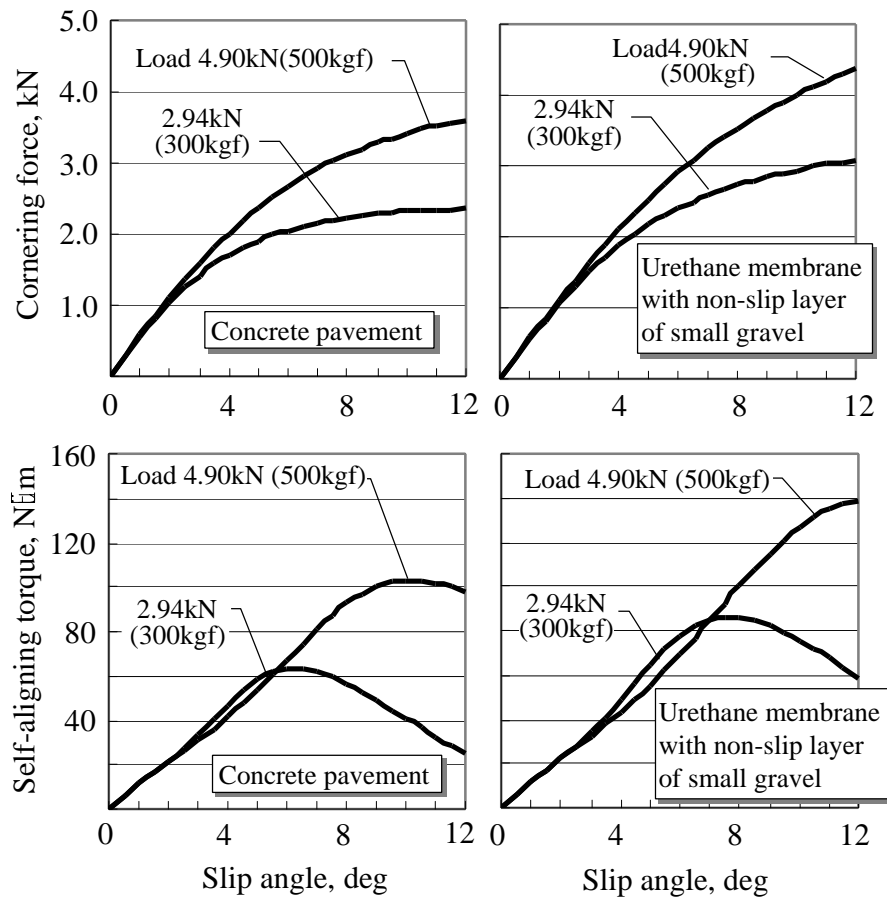 5.0
4.0
3.0
2.0
1.0
Cornering force, kN
Load 4.90kN(500kgf)
2.94kN
(300kgf)
Concrete pavement
0
4
8
12
Load4.90kN
(500kgf)
2.94kN
(300kgf)
Urethane membrane
with non-slip layer
of small gravel
0
4
8
12
160
120
80
40
Self-aligning torque, N m
Load 4.90kN (500kgf)
2.94kN
(300kgf)
Concrete pavement
0
4
8
12
Slip angle, deg
Load 4.90kN (500kgf)
2.94kN
(300kgf)
Urethane membrane
with non-slip layer
of small gravel
0
4
8
12
Slip angle, deg